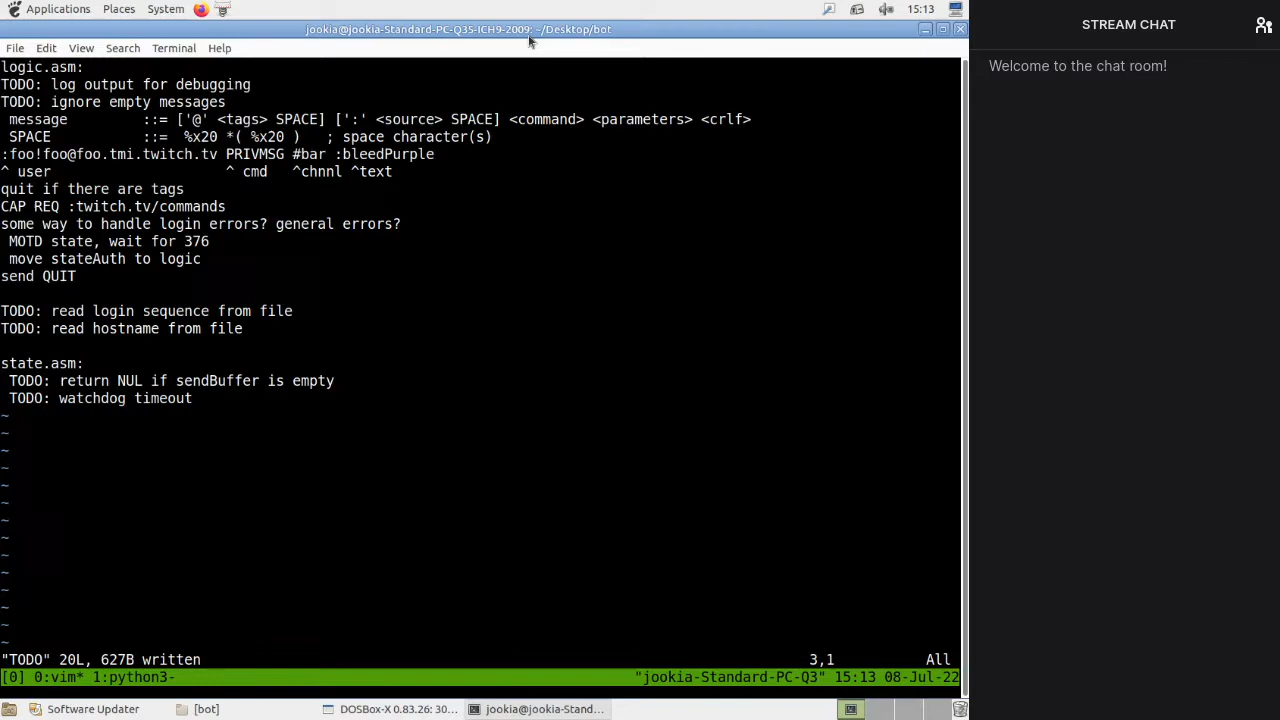 Applications Places System 15:13
jookia@jookia-Standard-PC-Q35-ICH9-2009: ~/Desktop/bot
File Edit View Search Terminal Help
logic.asm:
TODO: log output for debugging
TODO: ignore empty messages
message ::= ['@' <tags> SPACE] [':' <source> SPACE] <command> <parameters> <crlf>
SPACE ::= %x20 *( %x20 ) ; space character(s)
:foo!foo@foo.tmi.twitch.tv PRIVMSG #bar :bleedPurple
^ user ^ cmd ^chnnl ^text
quit if there are tags
CAP REQ :twitch.tv/commands
some way to handle login errors? general errors?
MOTD state, wait for 376
move stateAuth to logic
send QUIT
TODO: read login sequence from file
TODO: read hostname from file
state.asm:
TODO: return NUL if sendBuffer is empty
TODO: watchdog timeout
~
~
~
~
~
~
~
~
~
~
~
~
~
~
"TODO" 20L, 627B written 3,1 All
[0] 0:vim* 1:python3- "jookia-Standard-PC-Q3" 15:13 08-Jul-22
Software Updater [bot] DOSBox-X 0.83.26: 30... jookia@jookia-Stand...
STREAM CHAT
Welcome to the chat room!